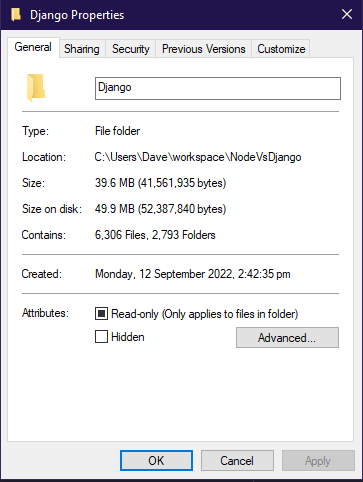 Django Properties
General Sharing Security Previous Versions Customize
Django
Type: File folder
Location: C:\Users\Dave\workspace\NodeVsDjango
Size: 39.6 MB (41,561,935 bytes)
Size on disk: 49.9 MB (52,387,840 bytes)
Contains: 6,306 Files, 2,793 Folders
Created: Monday, 12 September 2022, 2:42:35 pm
Attributes: Read-only (Only applies to files in folder)
Hidden Advanced...
OK Cancel Apply